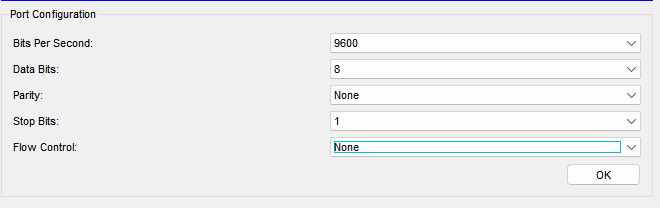 Port Configuration
Bits Per Second: 9600
Data Bits: 8
Parity: None
Stop Bits: 1
Flow Control: None
OK